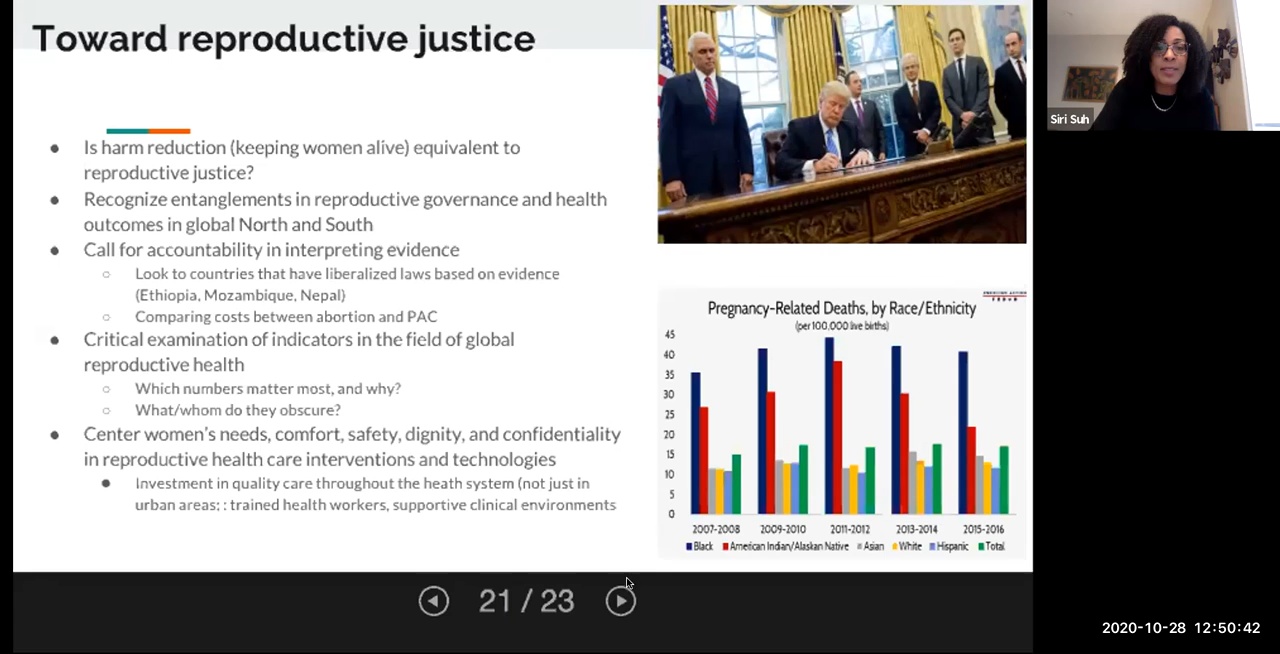 Toward reproductive justice
● Is harm reduction (keeping women alive) equivalent to
reproductive justice?
● Recognize entanglements in reproductive governance and health
outcomes in global North and South
● Call for accountability in interpreting evidence
○ Look to countries that have liberalized laws based on evidence
(Ethiopia, Mozambique, Nepal)
○ Comparing costs between abortion and PAC
● Critical examination of indicators in the field of global
reproductive health
○ Which numbers matter most, and why?
○ What/whom do they obscure?
● Center women's needs, comfort, safety, dignity, and confidentiality
in reproductive health care interventions and technologies
● Investment in quality care throughout the heath system (not just in
urban areas; : trained health workers, supportive clinical environments
Pregnancy-Related Deaths, by Race/Ethnicity
(per 100,000 live births)
45
40
35
30
25
20
15
10
5
0
2007-2008 2009-2010 2011-2012 2013-2014 2015-2016
Black American Indian/Alaskan Native Asian White Hispanic Total
21 / 23
Siri Suh
2020-10-28 12:50:42